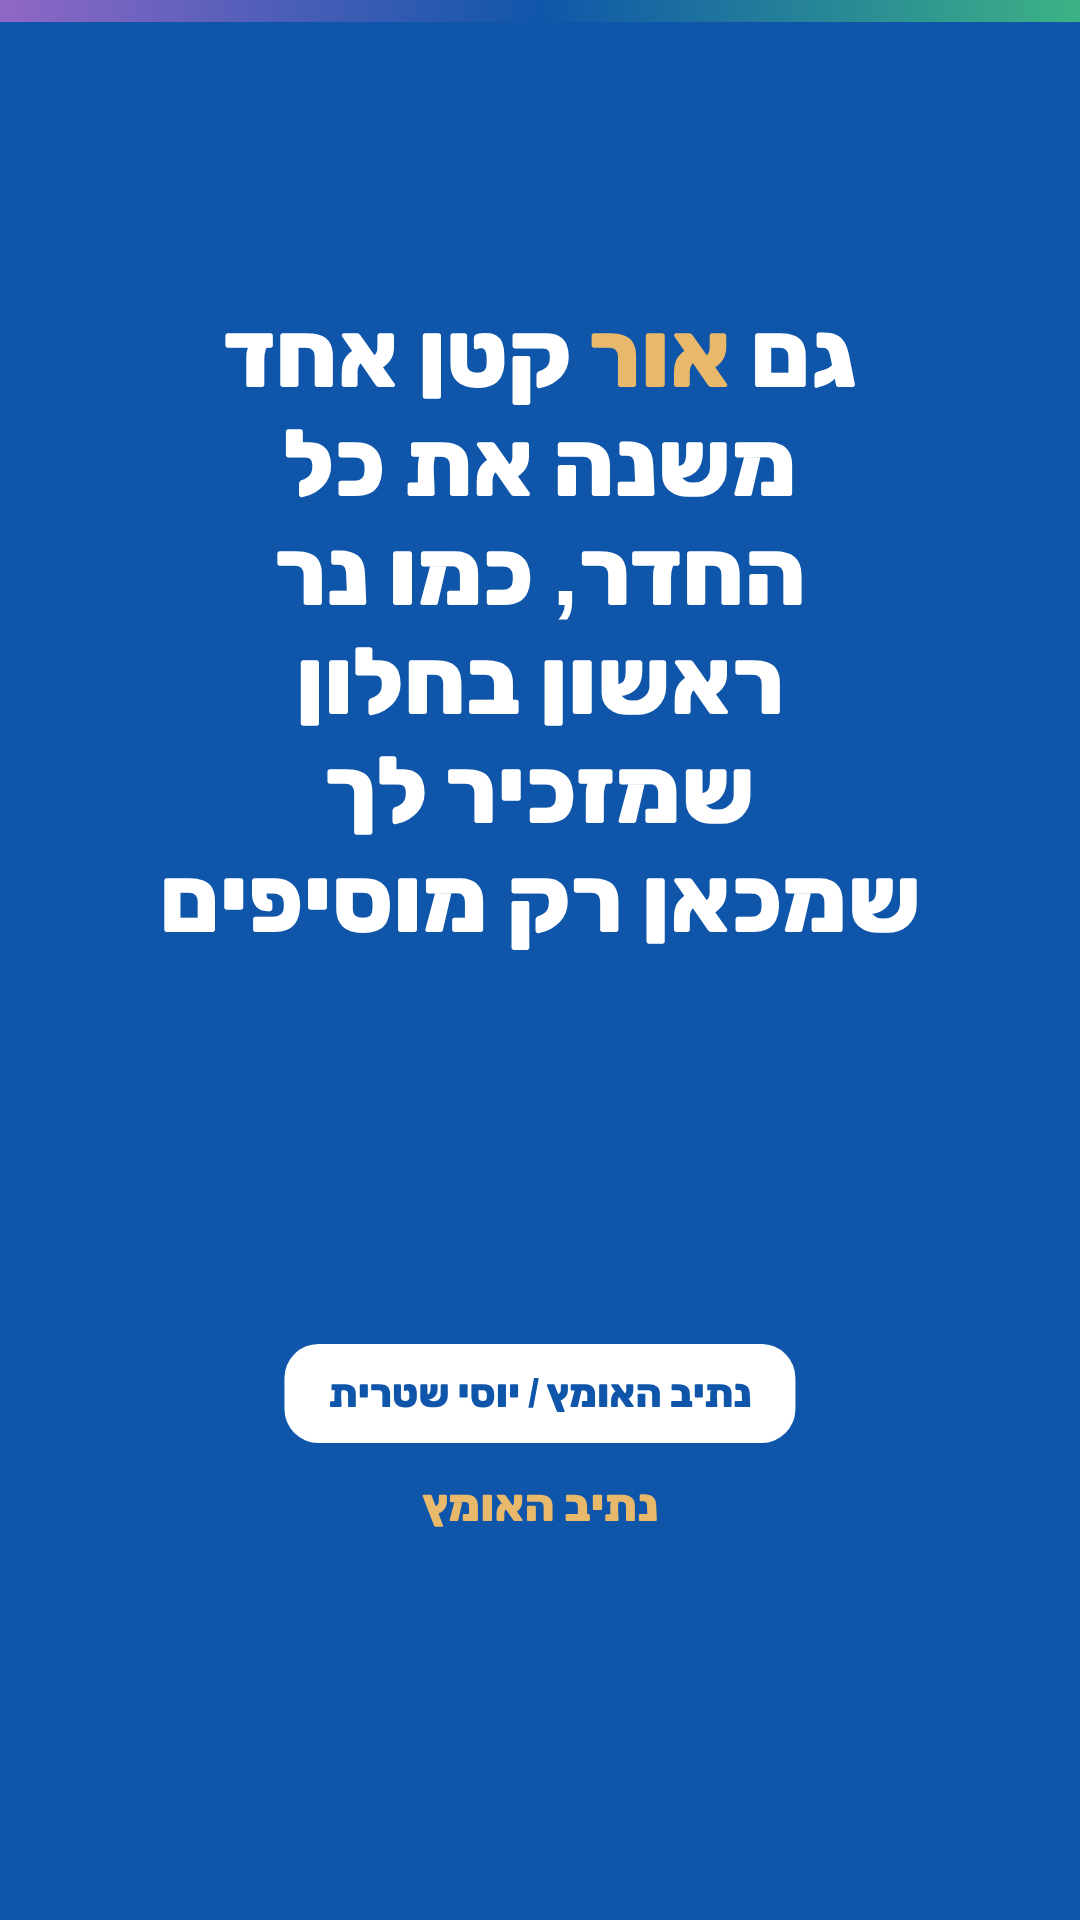 גם אור קטן אחד
משנה את כל
החדר, כמו נר
ראשון בחלון
שמזכיר לך
שמכאן רק מוסיפים
נתיב האומץ / יוסי שטרית
נתיב האומץ